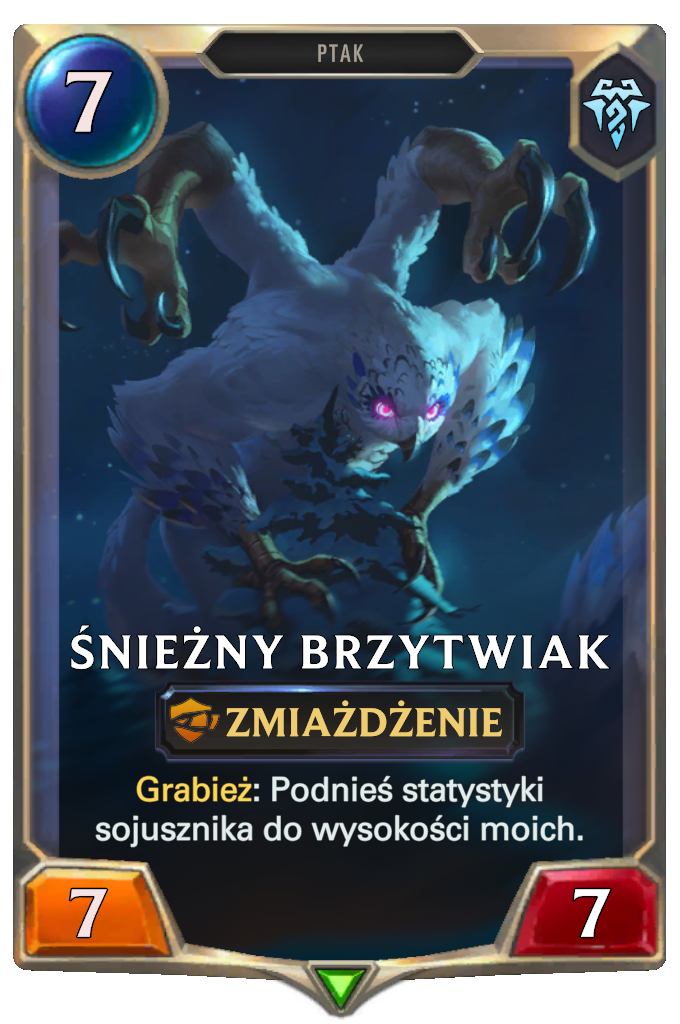 PTAK
7
ŚNIEŻNY BRZYTWIAK
ZMIAŻDŻENIE
Grabież: Podnieś statystyki
sojusznika do wysokości moich.
7 7